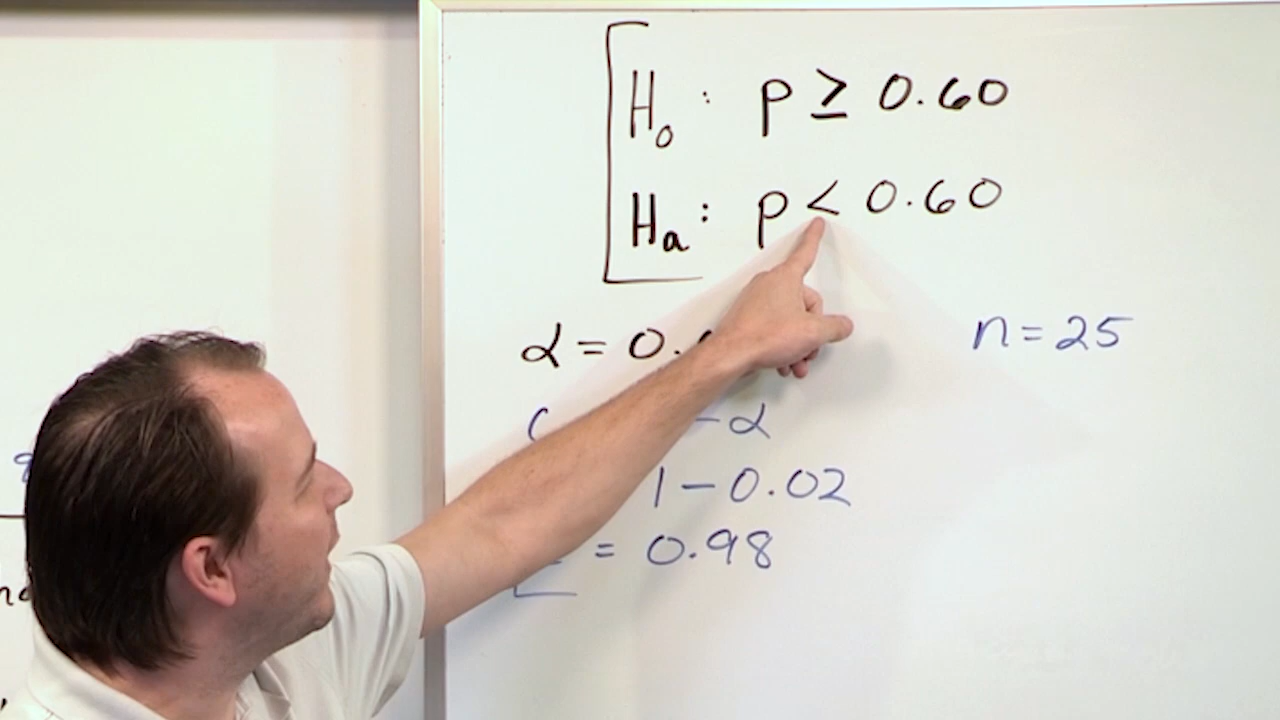 H₀ : p ≥ 0.60
Hₐ : p < 0.60
α = 0.
n = 25
c - α
1 - 0.02
= 0.98